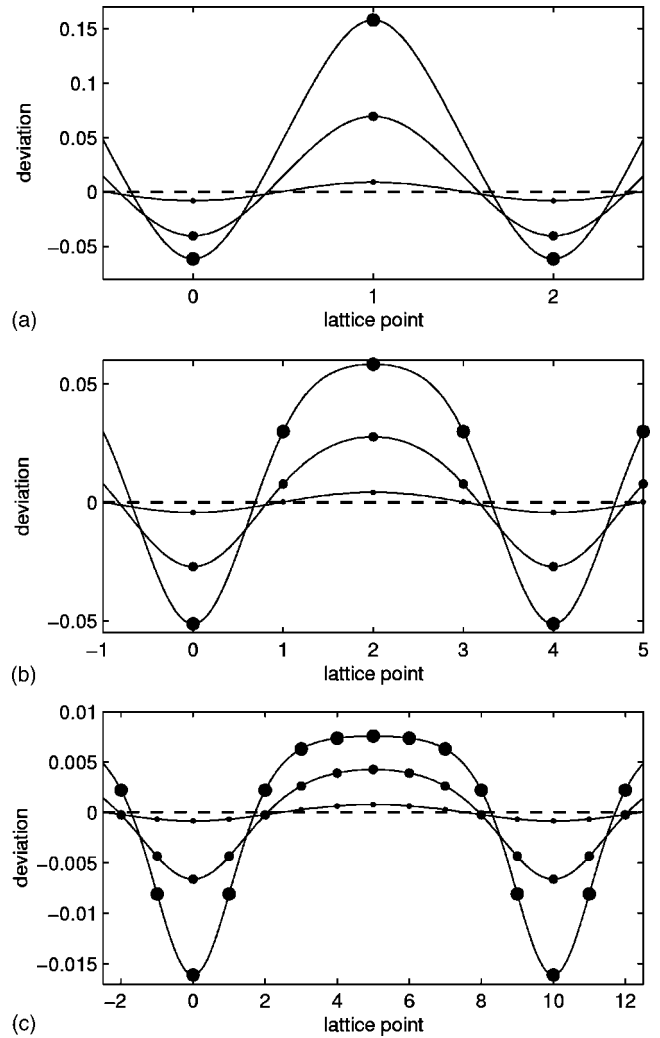 0.15
0.1
0.05
0
−0.05
deviation
0 1 2
lattice point
(a)
0.05
0
−0.05
deviation
−1 0 1 2 3 4 5
lattice point
(b)
0.01
0.005
0
−0.005
−0.01
−0.015
deviation
−2 0 2 4 6 8 10 12
lattice point
(c)